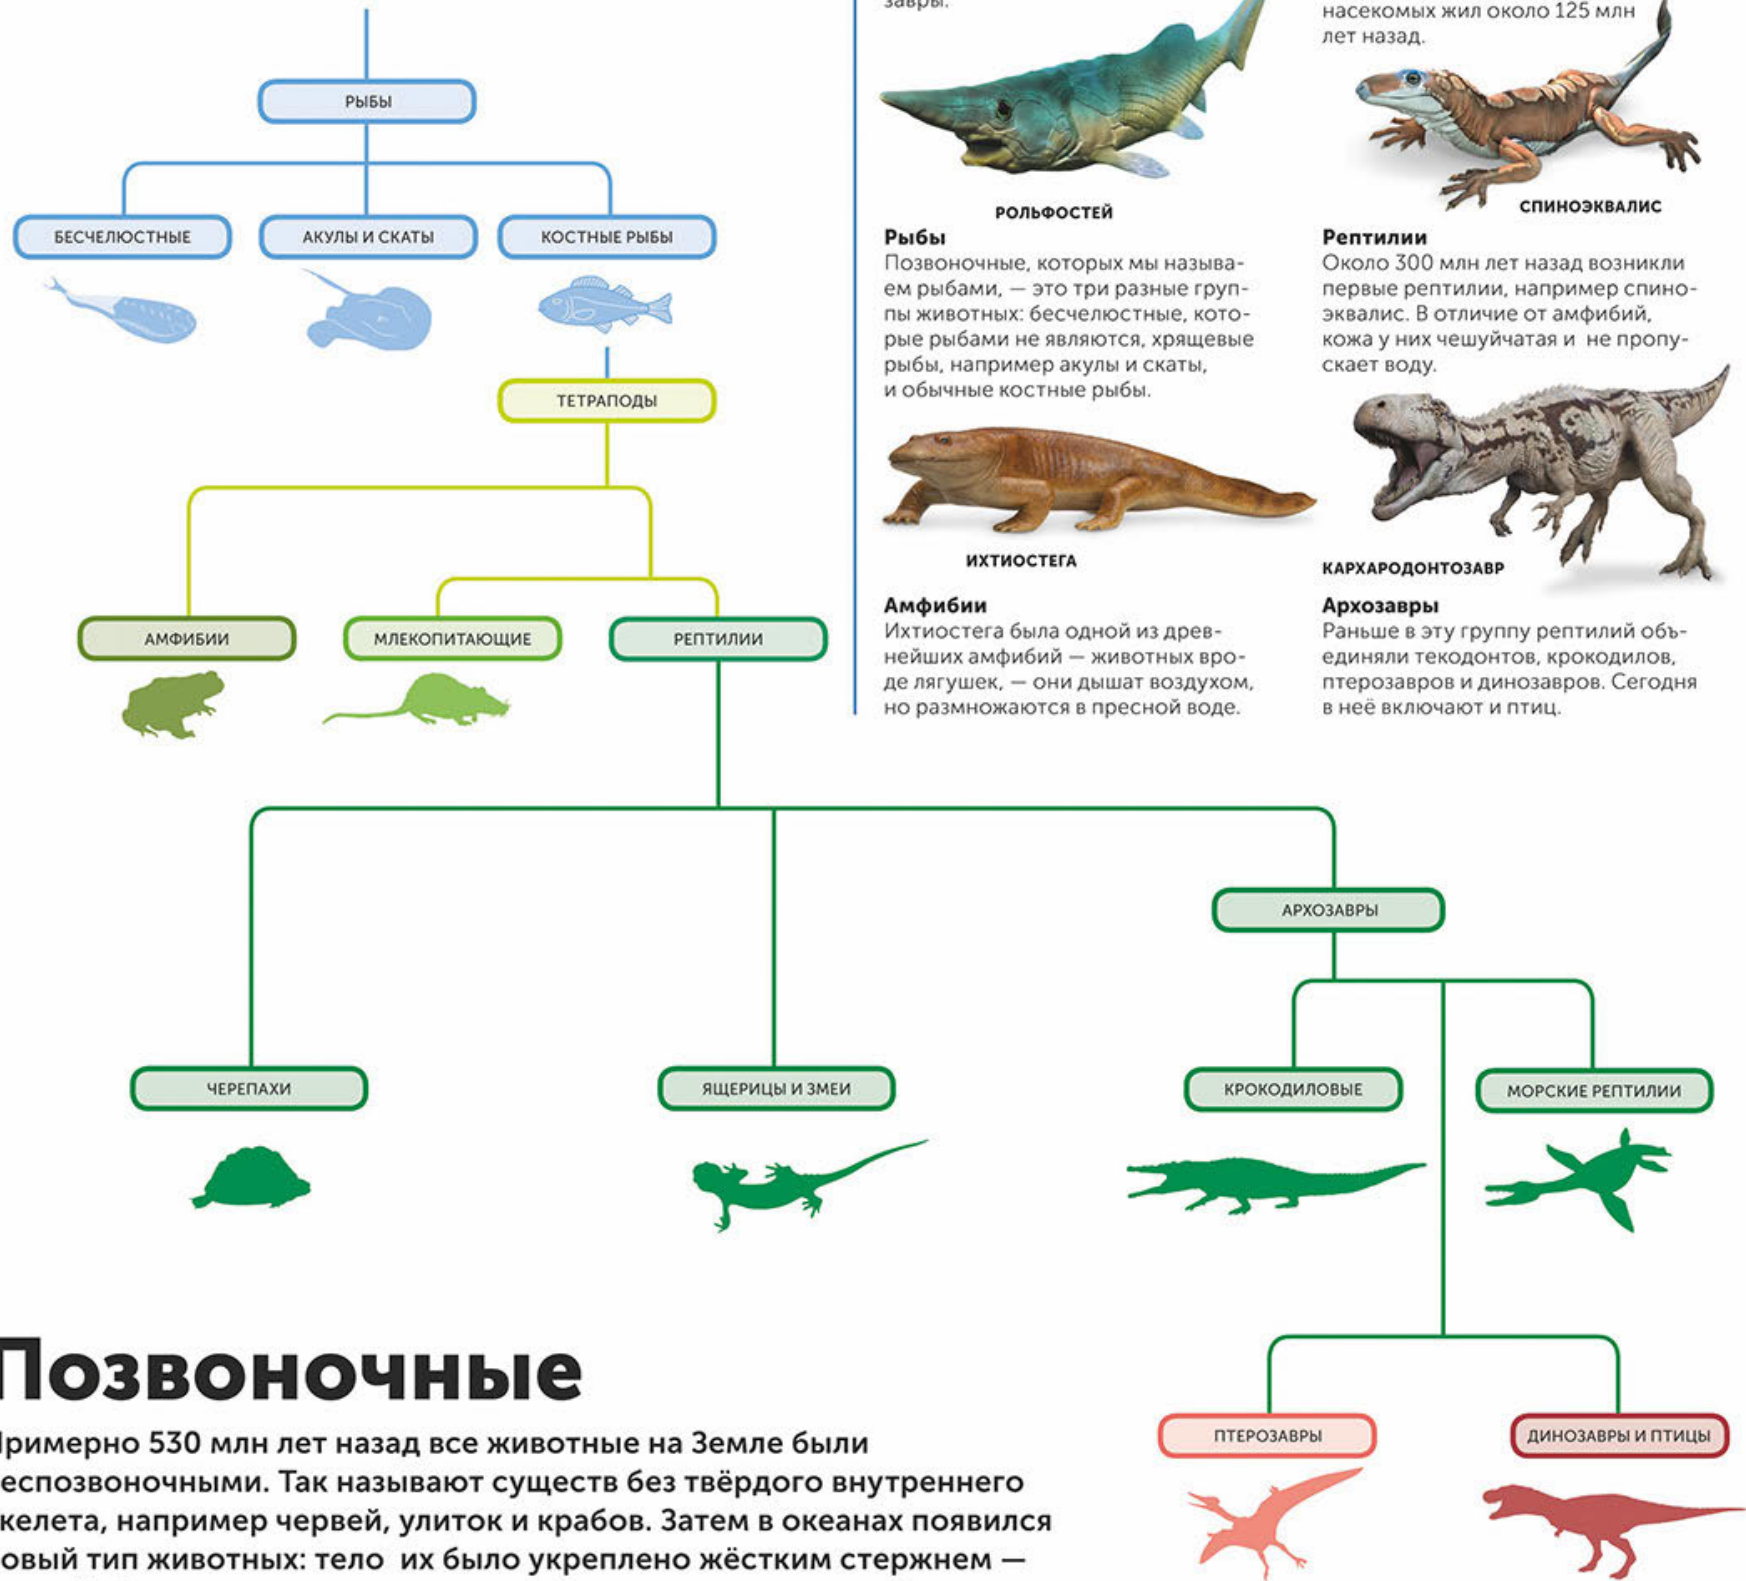 РЫБЫ
БЕСЧЕЛЮСТНЫЕ
АКУЛЫ И СКАТЫ
КОСТНЫЕ РЫБЫ
ТЕТРАПОДЫ
АМФИБИИ
МЛЕКОПИТАЮЩИЕ
РЕПТИЛИИ
завры.
РОЛЬФОСТЕЙ
Рыбы
Позвоночные, которых мы называ-
ем рыбами, — это три разные груп-
пы животных: бесчелюстные, кото-
рые рыбами не являются, хрящевые
рыбы, например акулы и скаты,
и обычные костные рыбы.
ИХТИОСТЕГА
Амфибии
Ихтиостега была одной из древ-
нейших амфибий — животных вро-
де лягушек, — они дышат воздухом,
но размножаются в пресной воде.
насекомых жил около 125 млн
лет назад.
СПИНОЭКВАЛИС
Рептилии
Около 300 млн лет назад возникли
первые рептилии, например спино-
эквалис. В отличие от амфибий,
кожа у них чешуйчатая и не пропу-
скает воду.
КАРХАРОДОНТОЗАВР
Архозавры
Раньше в эту группу рептилий объ-
единяли текодонтов, крокодилов,
птерозавров и динозавров. Сегодня
в неё включают и птиц.
АРХОЗАВРЫ
ЧЕРЕПАХИ
ЯЩЕРИЦЫ И ЗМЕИ
КРОКОДИЛОВЫЕ
МОРСКИЕ РЕПТИЛИИ
ПТЕРОЗАВРЫ
ДИНОЗАВРЫ И ПТИЦЫ
Позвоночные
римерно 530 млн лет назад все животные на Земле были
еспозвоночными. Так называют существ без твёрдого внутреннего
келета, например червей, улиток и крабов. Затем в океанах появился
овый тип животных: тело их было укреплено жёстким стержнем —